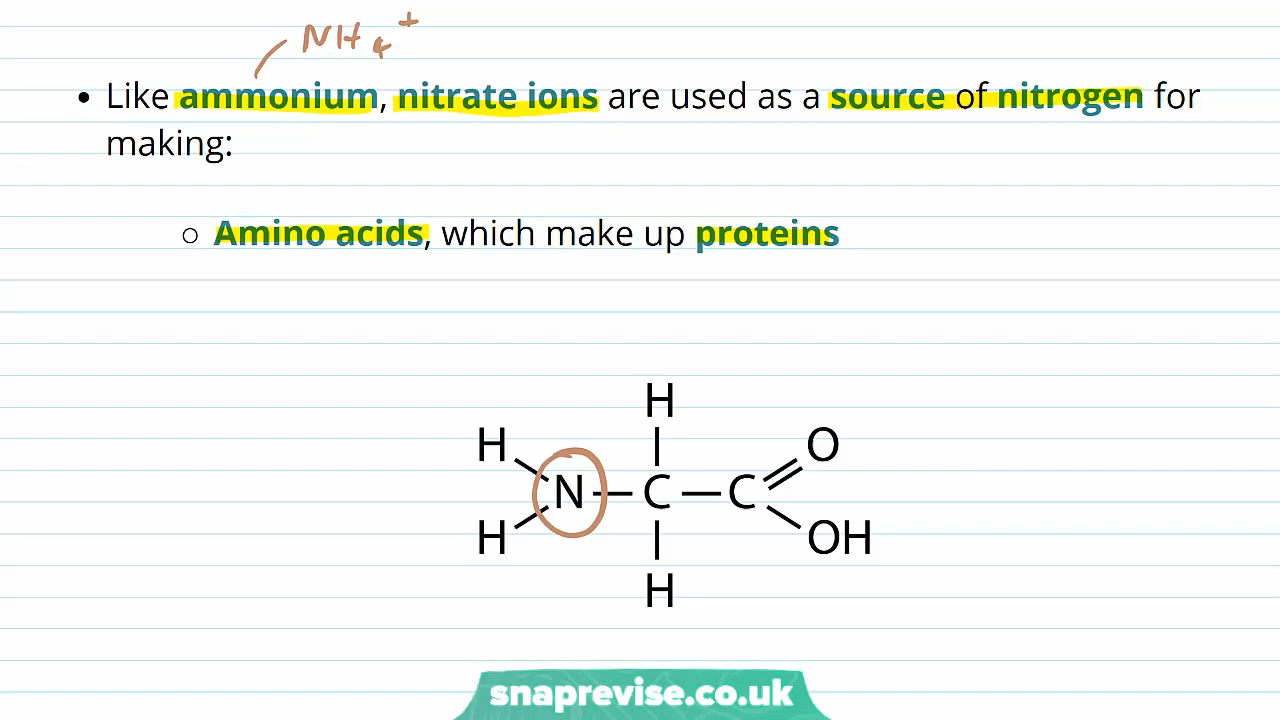 NH₄⁺
• Like ammonium, nitrate ions are used as a source of nitrogen for
making:
○ Amino acids, which make up proteins
H
H O
N C C
H OH
H
snaprevise.co.uk